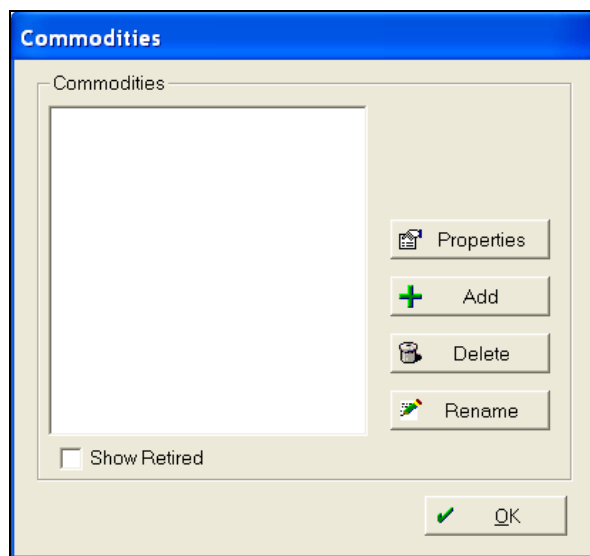 Commodities
Commodities
Properties
Add
Delete
Rename
Show Retired
OK